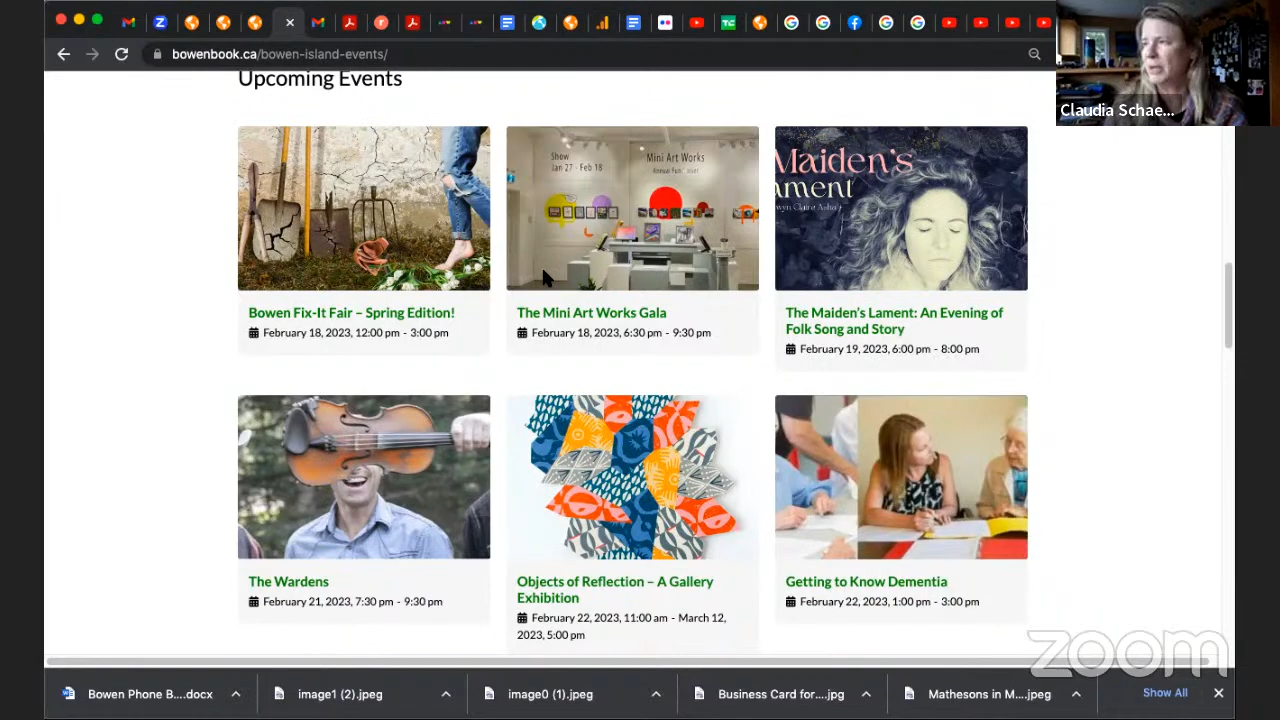 bowenbook.ca/bowen-island-events/
Claudia Schae...
Upcoming Events
Show
Jan 27 - Feb 18
Mini Art Works
Maiden's
ament
Bowen Fix-It Fair – Spring Edition!
February 18, 2023, 12:00 pm - 3:00 pm
The Mini Art Works Gala
February 18, 2023, 6:30 pm - 9:30 pm
The Maiden's Lament: An Evening of
Folk Song and Story
February 19, 2023, 6:00 pm - 8:00 pm
The Wardens
February 21, 2023, 7:30 pm - 9:30 pm
Objects of Reflection – A Gallery
Exhibition
February 22, 2023, 11:00 am - March 12,
2023, 5:00 pm
Getting to Know Dementia
February 22, 2023, 1:00 pm - 3:00 pm
zoom
Bowen Phone B....docx
image1 (2).jpeg
image0 (1).jpeg
Business Card for....jpg
Mathesons in M....jpeg
Show All